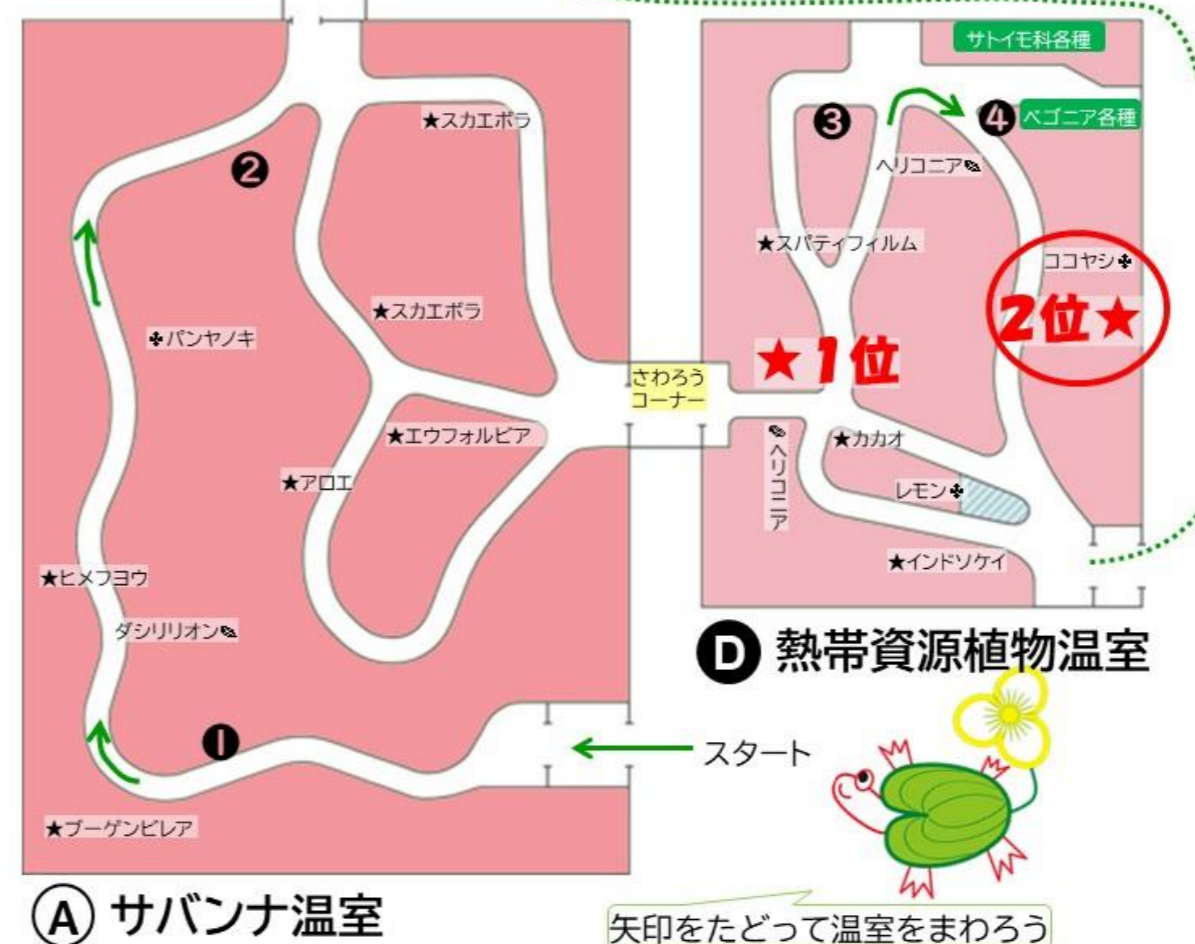 ★スカエボラ
❷
★スカエボラ
♣パンヤノキ
★エウフォルビア
★アロエ
★ヒメフヨウ
ダシリリオン
❶
★ブーゲンビレア
スタート
Ⓐ サバンナ温室
さわろう
コーナー
サトイモ科各種
❸
❹
ベゴニア各種
ヘリコニア
★スパティフィルム
ココヤシ♣
2位★
★1位
★カカオ
ヘリコニア
レモン♣
★インドソケイ
D 熱帯資源植物温室
矢印をたどって温室をまわろう